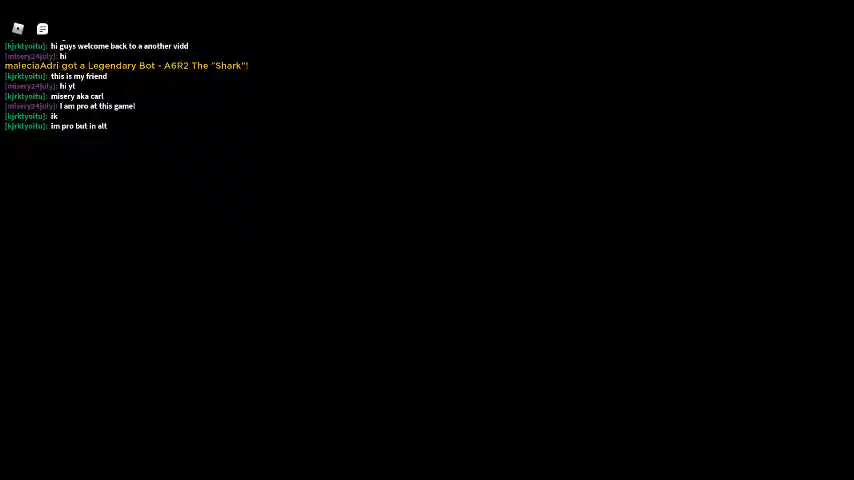 [kjrktyoitu]: hi guys welcome back to a another vidd
[misery24july]: hi
maleciaAdri got a Legendary Bot - A6R2 The "Shark"!
[kjrktyoitu]: this is my friend
[misery24july]: hi yt
[kjrktyoitu]: misery aka carl
[misery24july]: I am pro at this game!
[kjrktyoitu]: ik
[kjrktyoitu]: im pro but in alt